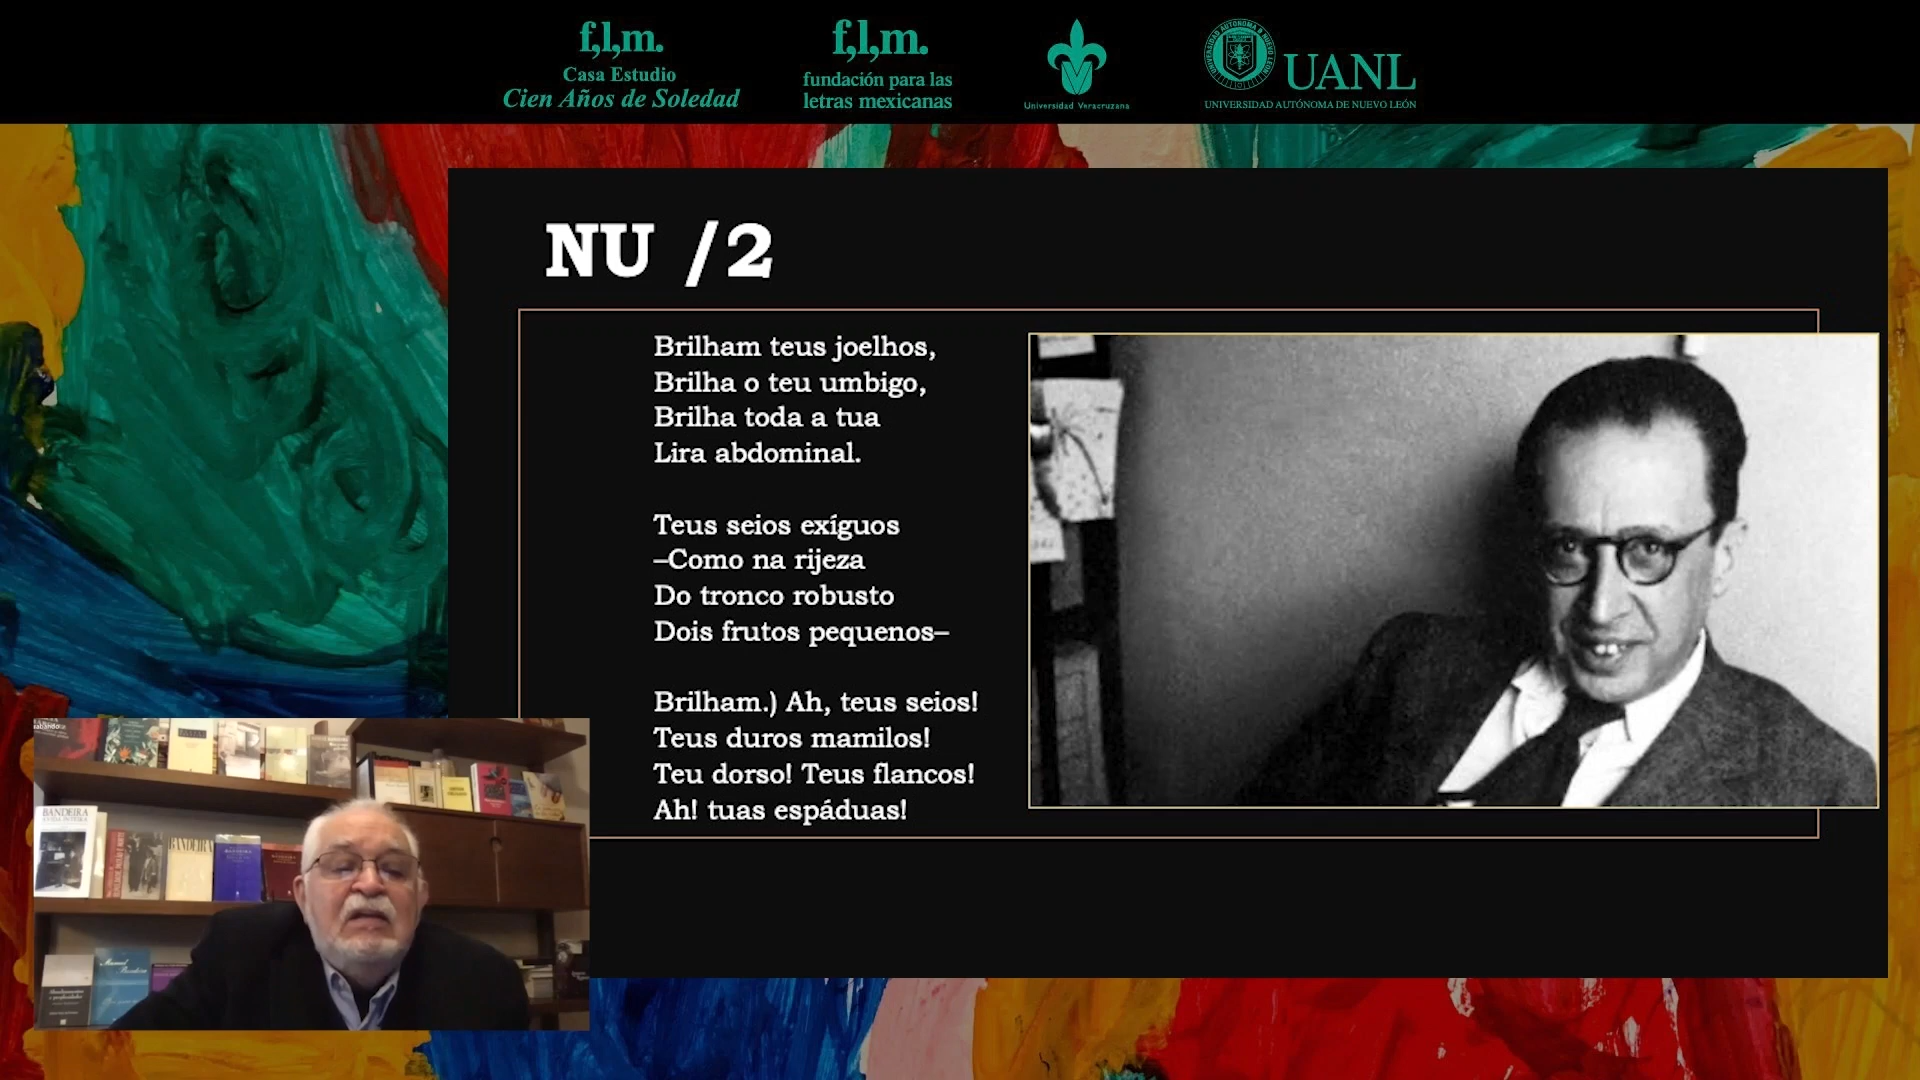 f,l,m.
Casa Estudio
Cien Años de Soledad
f,l,m.
fundación para las
letras mexicanas
Universidad Veracruzana
UANL
UNIVERSIDAD AUTÓNOMA DE NUEVO LEÓN
NU /2
Brilham teus joelhos,
Brilha o teu umbigo,
Brilha toda a tua
Lira abdominal.
Teus seios exíguos
–Como na rijeza
Do tronco robusto
Dois frutos pequenos–
Brilham.) Ah, teus seios!
Teus duros mamilos!
Teu dorso! Teus flancos!
Ah! tuas espáduas!
BANDEIRA
BANDEIRA